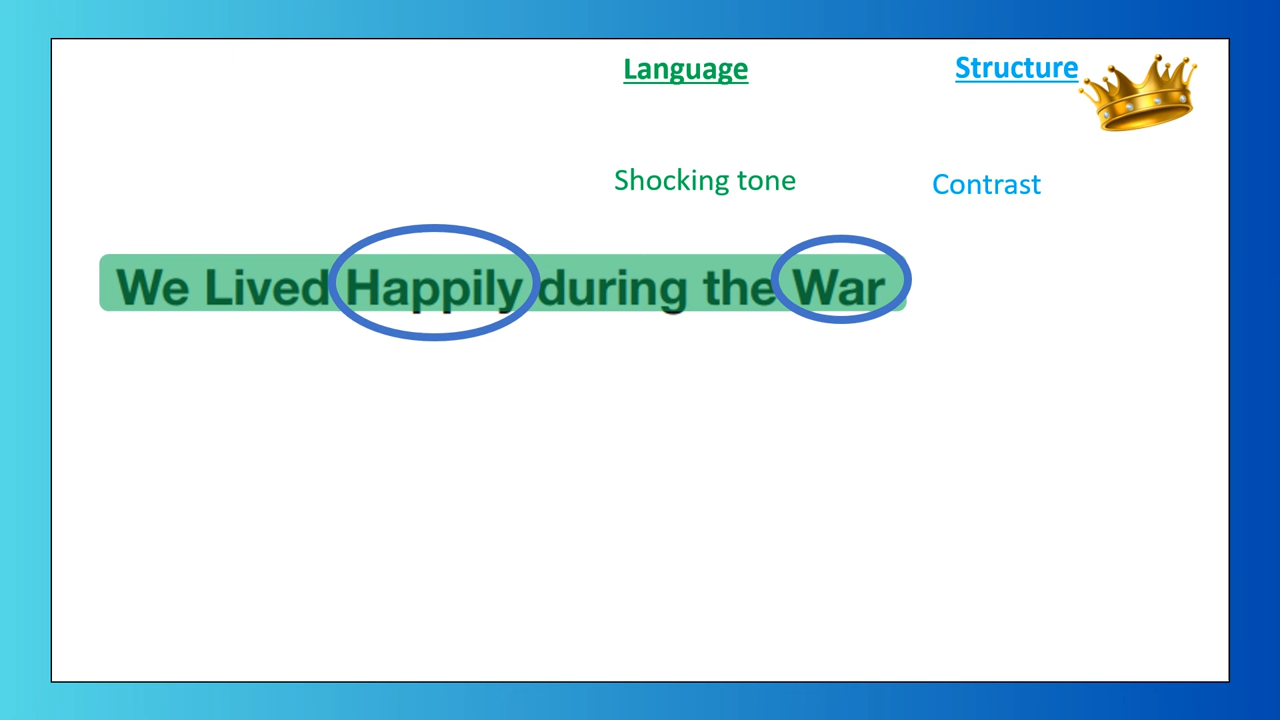 Language
Structure
Shocking tone
Contrast
We Lived Happily during the War